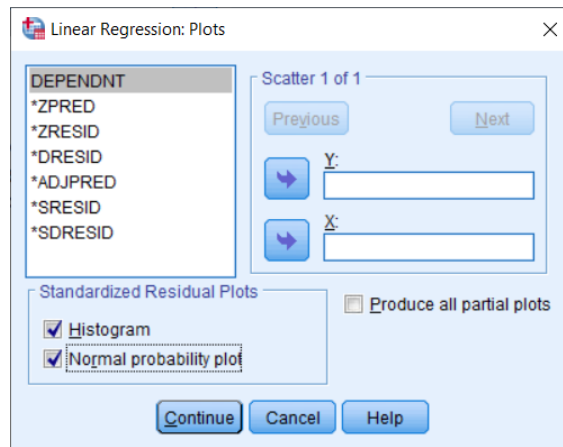 Linear Regression: Plots
DEPENDNT
*ZPRED
*ZRESID
*DRESID
*ADJPRED
*SRESID
*SDRESID
Scatter 1 of 1
Previous
Next
Y:
X:
Standardized Residual Plots
Histogram
Normal probability plot
Produce all partial plots
Continue
Cancel
Help